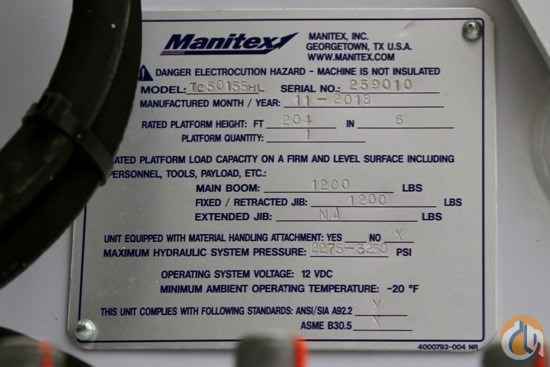 Manitex
MANITEX, INC.
GEORGETOWN, TX U.S.A.
WWW.MANITEX.COM
DANGER ELECTROCUTION HAZARD - MACHINE IS NOT INSULATED
MODEL: TC50155HL SERIAL NO.: 259010
MANUFACTURED MONTH / YEAR: 11-2018
RATED PLATFORM HEIGHT: FT 204 IN 6
PLATFORM QUANTITY: 1
RATED PLATFORM LOAD CAPACITY ON A FIRM AND LEVEL SURFACE INCLUDING
PERSONNEL, TOOLS, PAYLOAD, ETC.:
MAIN BOOM: 1200 LBS
FIXED / RETRACTED JIB: 1200 LBS
EXTENDED JIB: NA LBS
UNIT EQUIPPED WITH MATERIAL HANDLING ATTACHMENT: YES NO X
MAXIMUM HYDRAULIC SYSTEM PRESSURE: PSI
OPERATING SYSTEM VOLTAGE: 12 VDC
MINIMUM AMBIENT OPERATING TEMPERATURE: -20 °F
THIS UNIT COMPLIES WITH FOLLOWING STANDARDS: ANSI/SIA A92.2 Y
ASME B30.5
4000793-004 NR